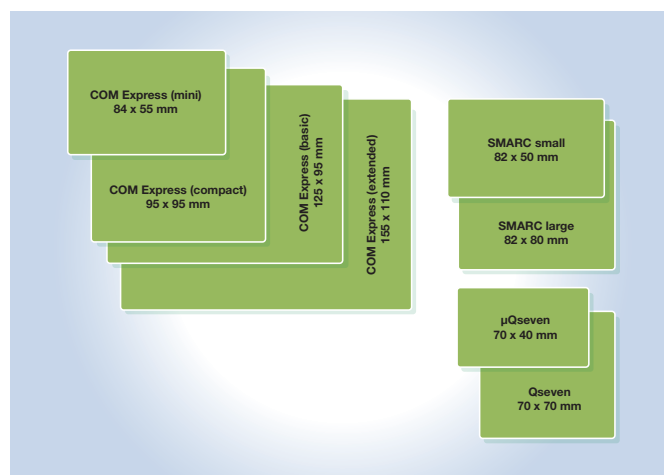 COM Express (mini)
84 x 55 mm
COM Express (compact)
95 x 95 mm
COM Express (basic)
125 x 95 mm
COM Express (extended)
155 x 110 mm
SMARC small
82 x 50 mm
SMARC large
82 x 80 mm
µQseven
70 x 40 mm
Qseven
70 x 70 mm